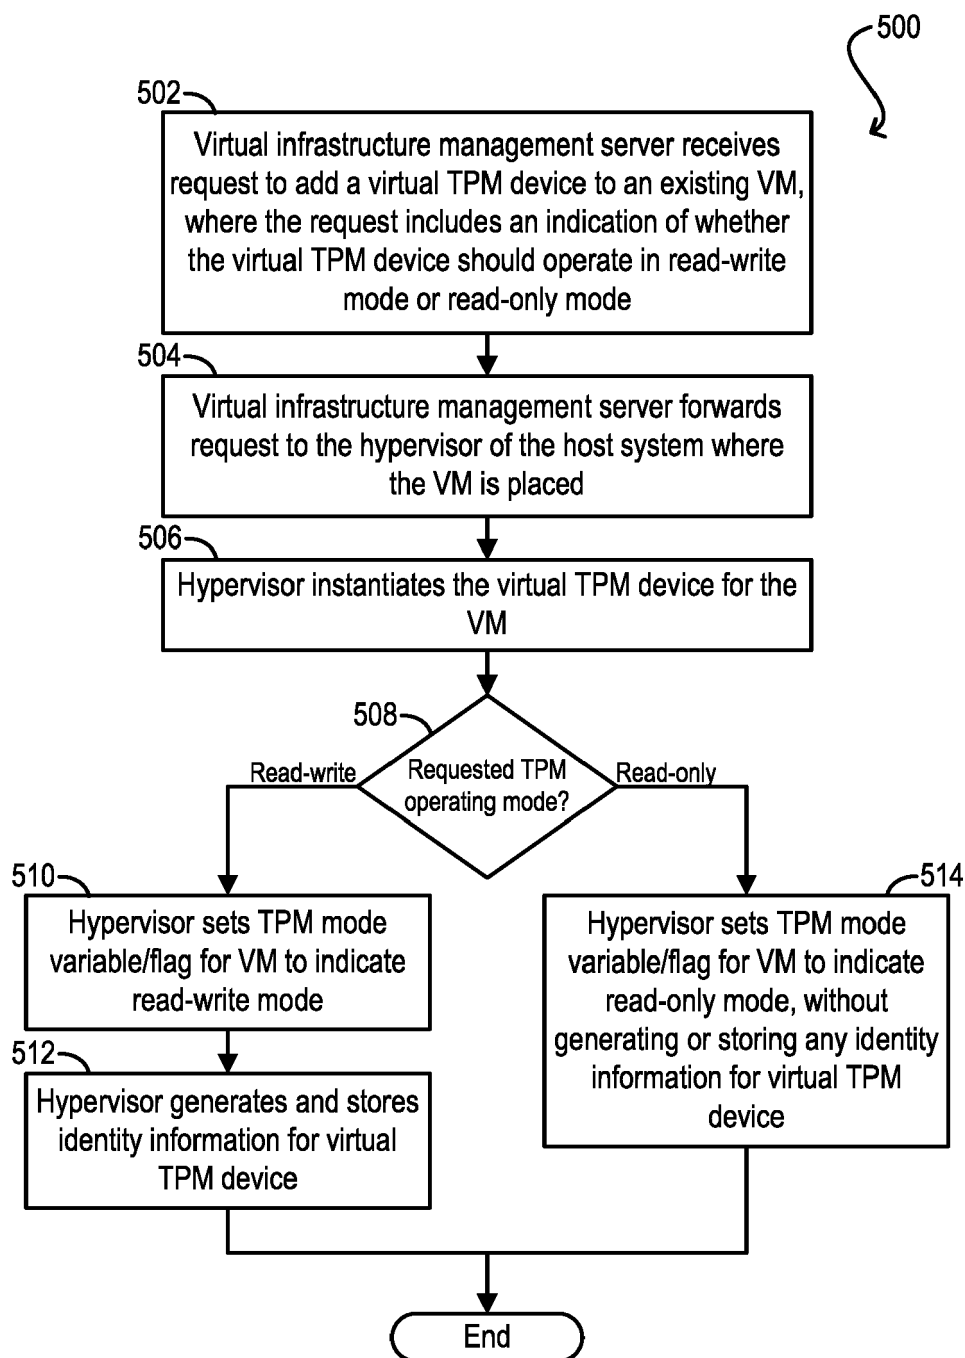 500
502
Virtual infrastructure management server receives
request to add a virtual TPM device to an existing VM,
where the request includes an indication of whether
the virtual TPM device should operate in read-write
mode or read-only mode
504
Virtual infrastructure management server forwards
request to the hypervisor of the host system where
the VM is placed
506
Hypervisor instantiates the virtual TPM device for the
VM
508
Requested TPM
operating mode?
Read-write
Read-only
510
Hypervisor sets TPM mode
variable/flag for VM to indicate
read-write mode
512
Hypervisor generates and stores
identity information for virtual
TPM device
514
Hypervisor sets TPM mode
variable/flag for VM to indicate
read-only mode, without
generating or storing any identity
information for virtual TPM
device
End